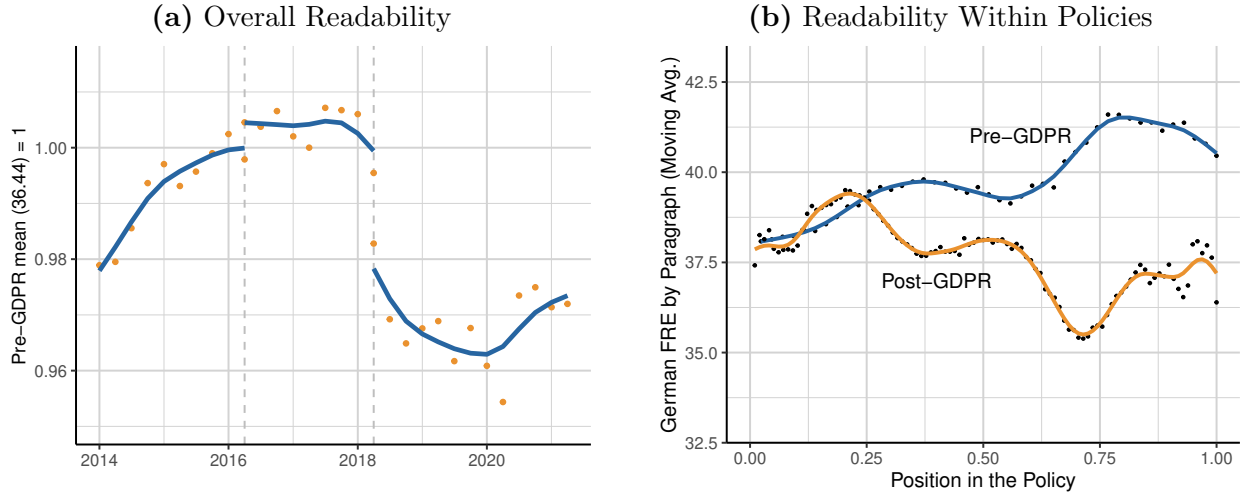 (a) Overall Readability
Pre−GDPR mean (36.44) = 1
1.00
0.98
0.96
2014 2016 2018 2020
(b) Readability Within Policies
German FRE by Paragraph (Moving Avg.)
42.5
40.0
37.5
35.0
32.5
Pre−GDPR
Post−GDPR
0.00 0.25 0.50 0.75 1.00
Position in the Policy